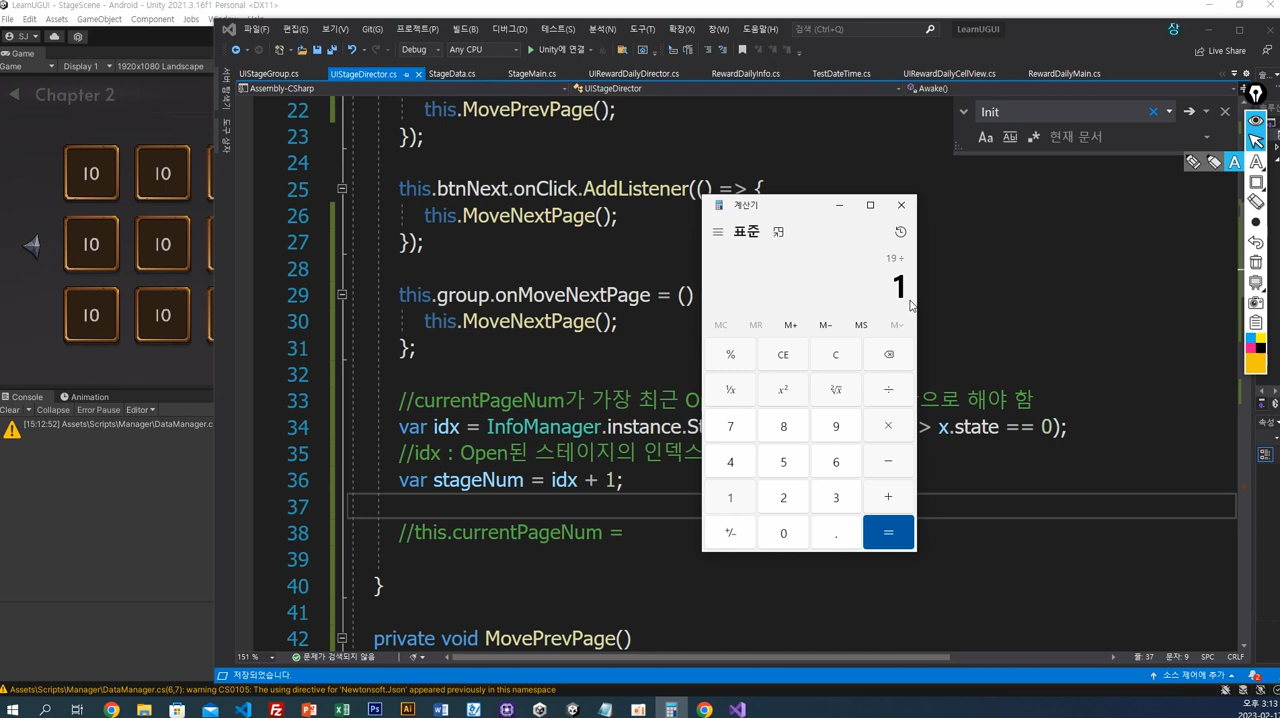 LearnUGUI - StageScene - Android - Unity 2021.3.16f1 Personal <DX11>
File Edit Assets GameObject Component Jobs
파일(F) 편집(E) 보기(V) Git(G) 프로젝트(P) 빌드(B) 디버그(D) 테스트(S) 분석(N) 도구(T) 확장(X) 창(W) 도움말(H) 검색 (Ctrl+Q) LearnUGUI 장
SJ
Debug Any CPU Unity에 연결 Live Share
Game
Game Display 1 1920x1080 Landscape
UIStageGroup.cs UIStageDirector.cs StageData.cs StageMain.cs UIRewardDailyDirector.cs RewardDailyInfo.cs TestDateTime.cs UIRewardDailyCellView.cs RewardDailyMain.cs
Assembly-CSharp UIStageDirector Awake()
Chapter 2
10 10
10 10
10 10
Init
Aa 현재 문서
22 this.MovePrevPage();
23 });
24
25 this.btnNext.onClick.AddListener(() => {
26 this.MoveNextPage();
27 });
28
29 this.group.onMoveNextPage = ()
30 this.MoveNextPage();
31 };
32
33 //currentPageNum가 가장 최근 O 으로 해야 함
34 var idx = InfoManager.instance.St > x.state == 0);
35 //idx : Open된 스테이지의 인덱스
36 var stageNum = idx + 1;
37
38 //this.currentPageNum =
39
40 }
41
42 private void MovePrevPage()
계산기
표준
19 ÷
1
MC MR M+ M− MS M
% CE C
¹/x x² ²√x ÷
7 8 9 ×
4 5 6 −
1 2 3 +
+/− 0 . =
Console Animation
Clear Collapse Error Pause Editor
[15:12:52] Assets\Scripts\Manager\DataManager.c
151 % 문제가 검색되지 않음 줄: 37 문자: 9 SPC CRLF
저장되었습니다. 소스 제어에 추가
Assets\Scripts\Manager\DataManager.cs(6,7): warning CS0105: The using directive for 'Newtonsoft.Json' appeared previously in this namespace
오후 3:13